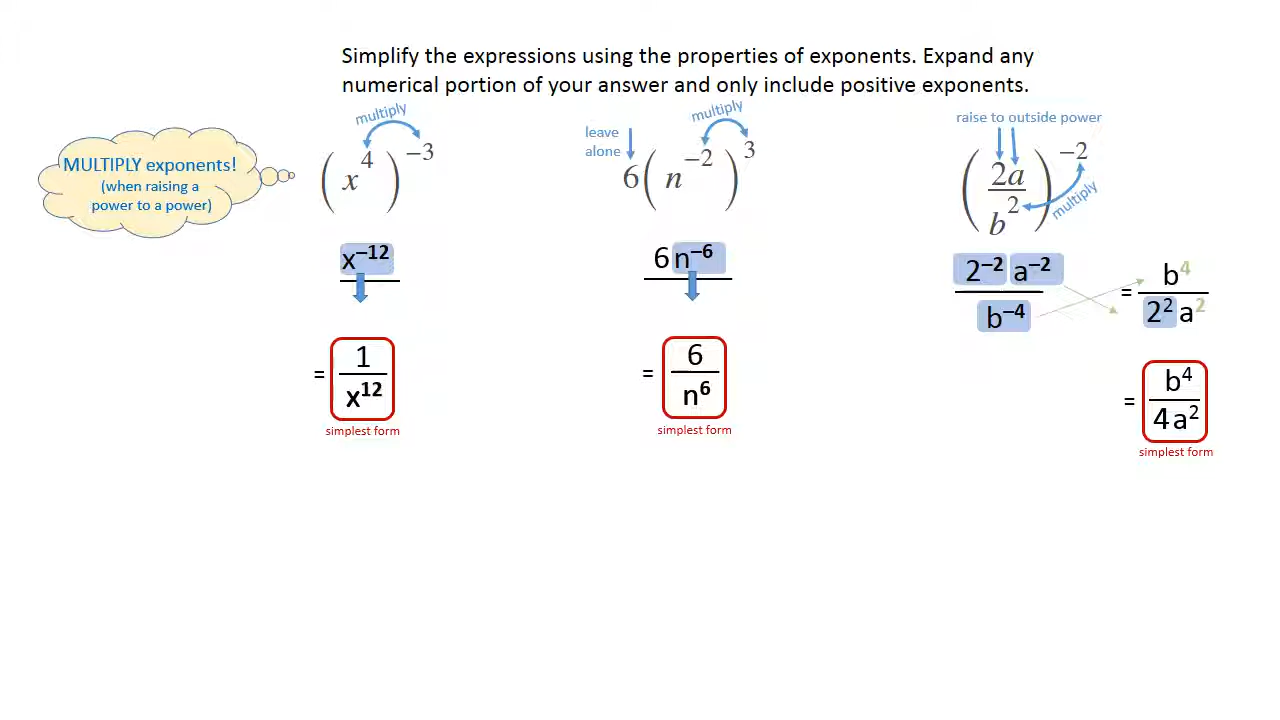 Simplify the expressions using the properties of exponents. Expand any
numerical portion of your answer and only include positive exponents.
MULTIPLY exponents!
(when raising a
power to a power)
multiply
(x⁴)⁻³
x⁻¹²
= 1/x¹²
simplest form
leave
alone
multiply
6(n⁻²)³
6n⁻⁶
= 6/n⁶
simplest form
raise to outside power
(2a/b²)⁻²
multiply
2⁻² a⁻²/b⁻⁴ = b⁴/2² a²
= b⁴/4a²
simplest form